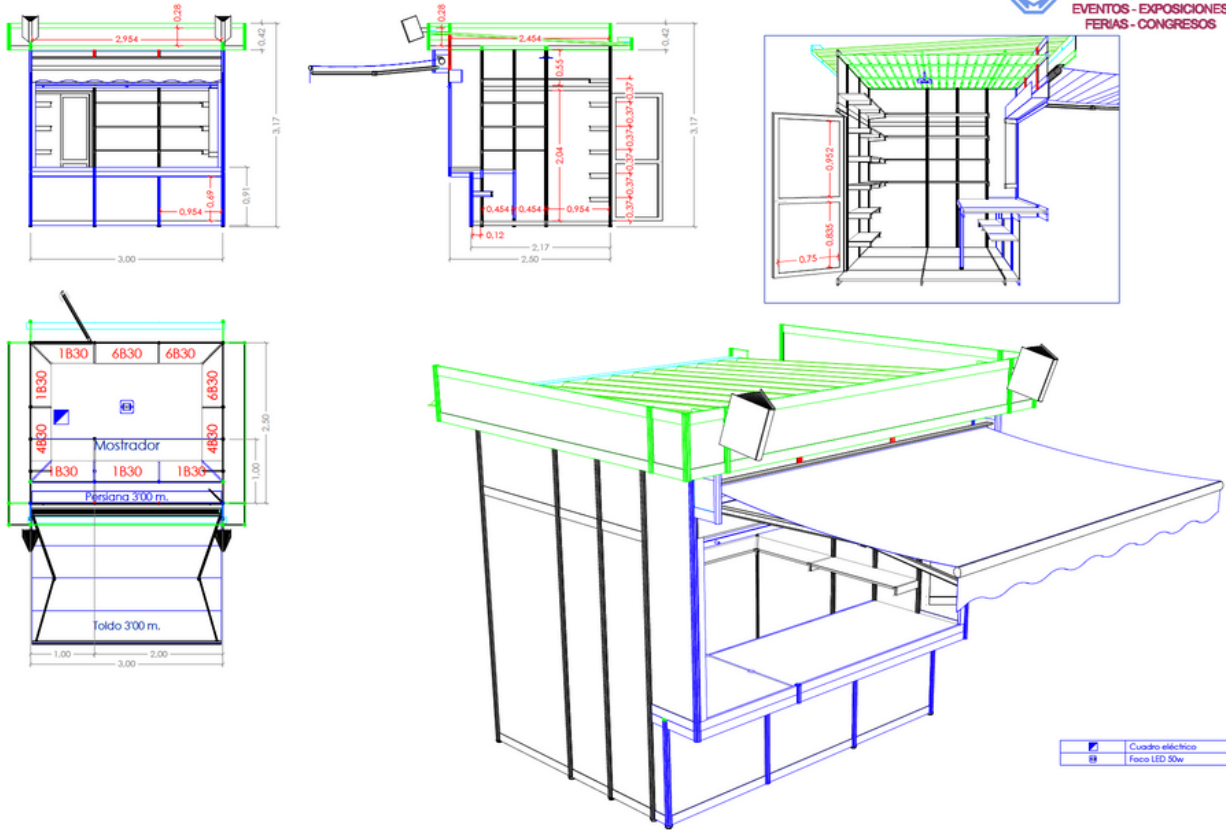 EVENTOS - EXPOSICIONES
FERIAS - CONGRESOS
0,28
2,954
0,42
3,17
0,69
0,91
0,954
3,00
0,28
2,454
0,42
0,55
2,04
3,17
0,37
0,37
0,37
0,37
0,37
0,37
0,454
0,454
0,954
0,12
2,17
2,50
0,952
0,835
0,75
1B30
6B30
6B30
1B30
6B30
4B30
4B30
Mostrador
1B30
1B30
1B30
Persiana 3'00 m.
2,50
1,00
Toldo 3'00 m.
1,00
2,00
3,00
Cuadro eléctrico
Foco LED 50w